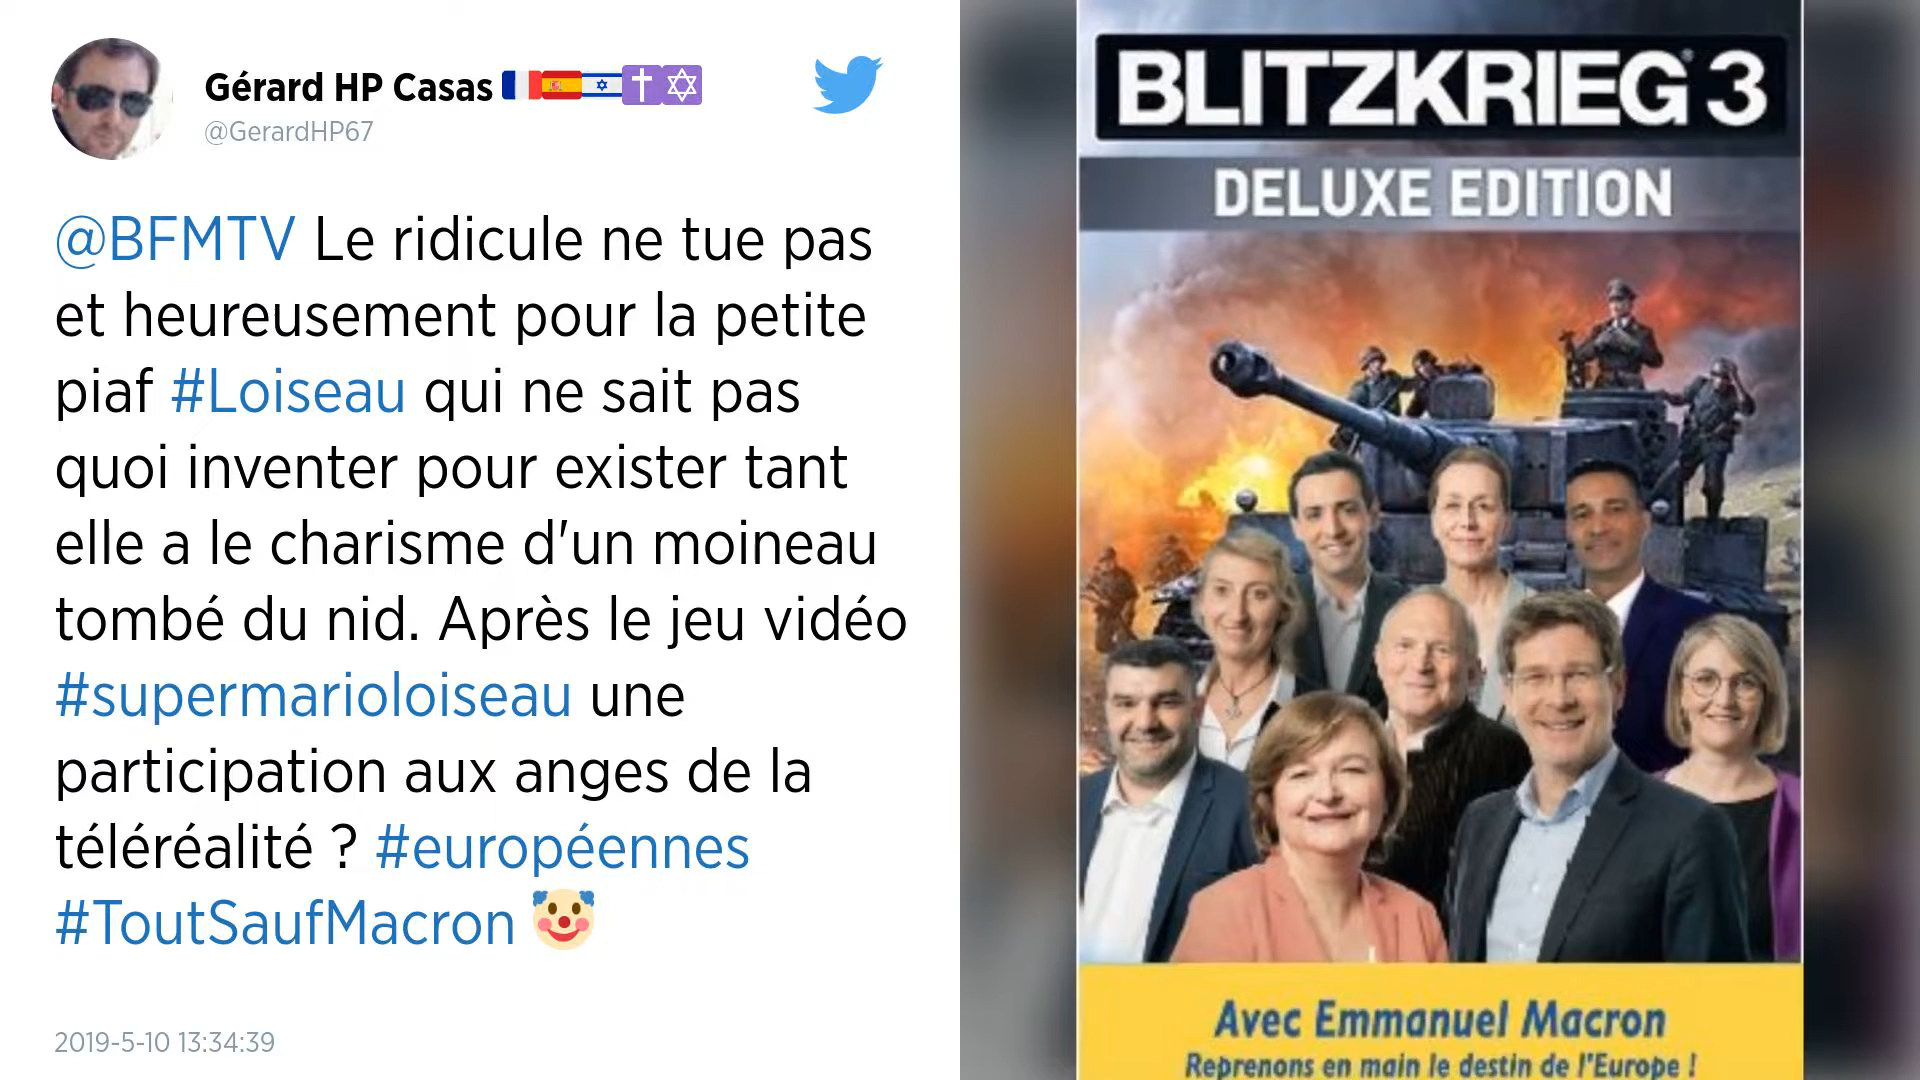 Gérard HP Casas
@GerardHP67
@BFMTV Le ridicule ne tue pas
et heureusement pour la petite
piaf #Loiseau qui ne sait pas
quoi inventer pour exister tant
elle a le charisme d'un moineau
tombé du nid. Après le jeu vidéo
#supermarioloiseau une
participation aux anges de la
téléréalité ? #européennes
#ToutSaufMacron
2019-5-10 13:34:39
BLITZKRIEG® 3
DELUXE EDITION
Avec Emmanuel Macron
Reprenons en main le destin de l'Europe !